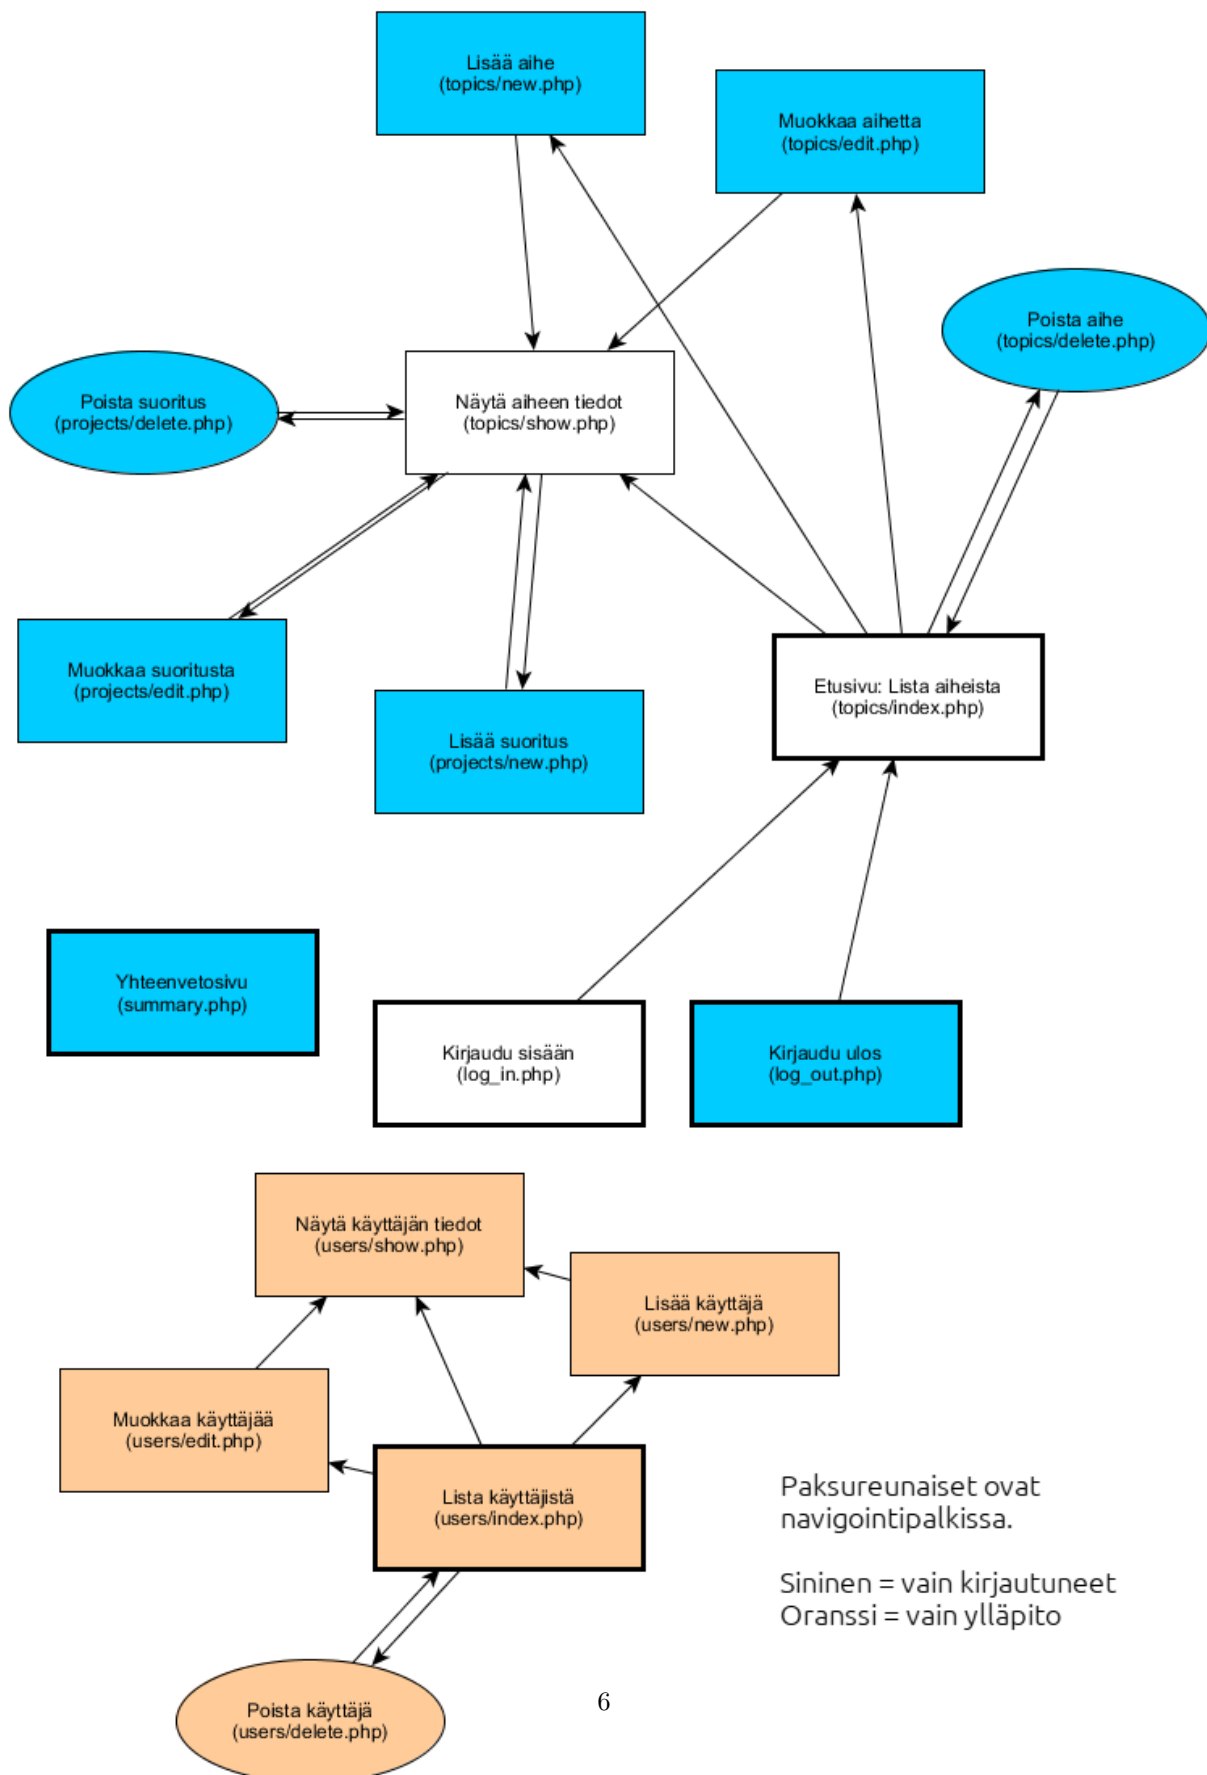 Lisää aihe
(topics/new.php)
Muokkaa aihetta
(topics/edit.php)
Poista aihe
(topics/delete.php)
Poista suoritus
(projects/delete.php)
Näytä aiheen tiedot
(topics/show.php)
Muokkaa suoritusta
(projects/edit.php)
Lisää suoritus
(projects/new.php)
Etusivu: Lista aiheista
(topics/index.php)
Yhteenvetosivu
(summary.php)
Kirjaudu sisään
(log_in.php)
Kirjaudu ulos
(log_out.php)
Näytä käyttäjän tiedot
(users/show.php)
Lisää käyttäjä
(users/new.php)
Muokkaa käyttäjää
(users/edit.php)
Lista käyttäjistä
(users/index.php)
Paksureunaiset ovat
navigointipalkissa.
Sininen = vain kirjautuneet
Oranssi = vain ylläpito
Poista käyttäjä
(users/delete.php)
6